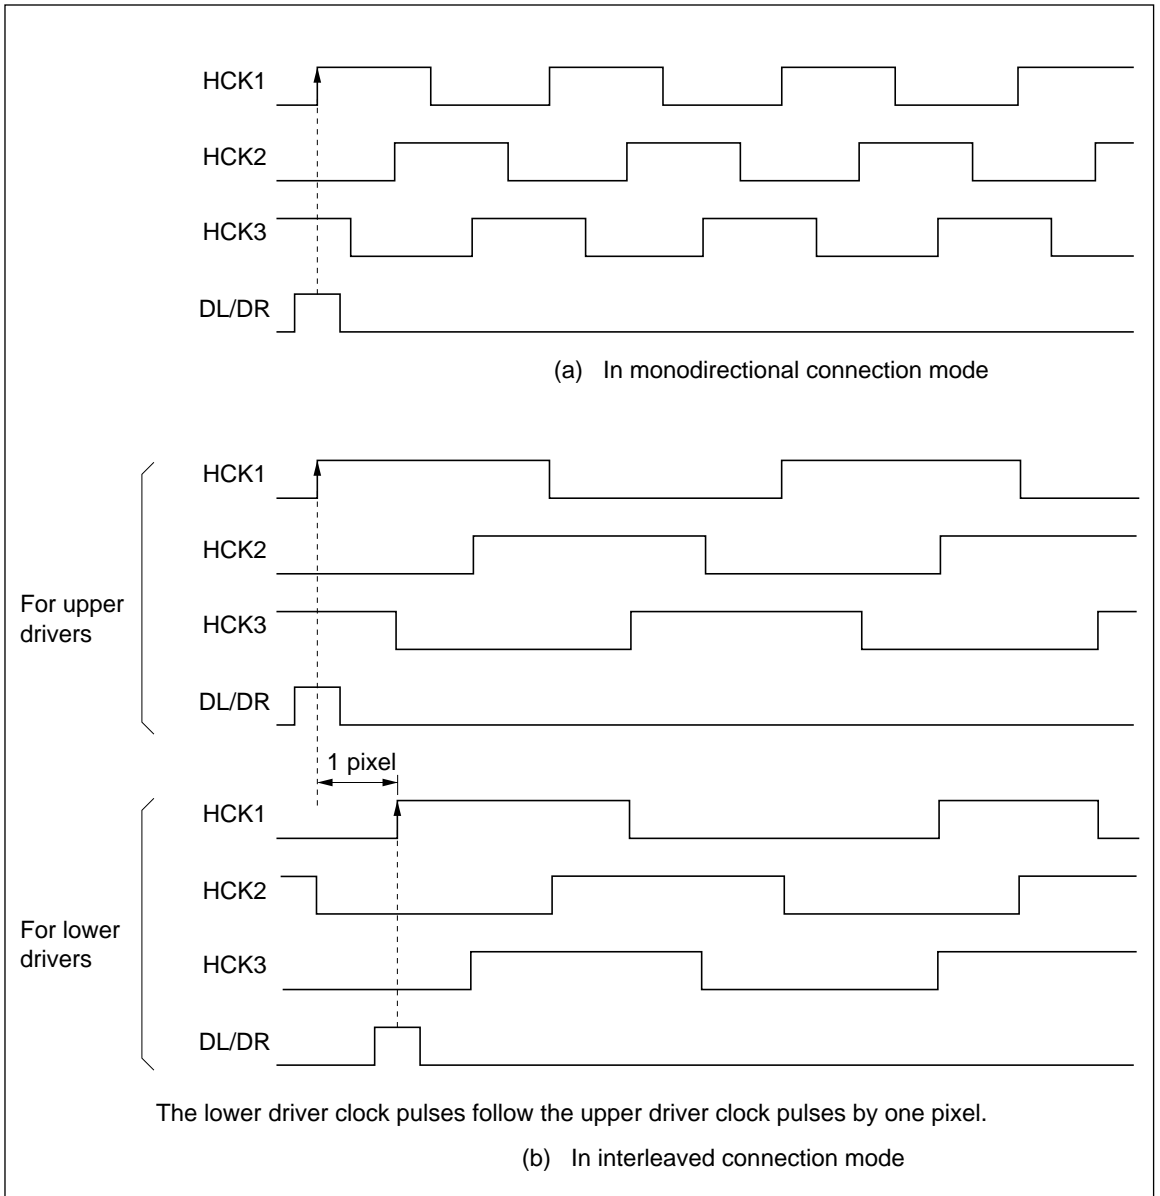 HCK1
HCK2
HCK3
DL/DR
(a) In monodirectional connection mode
For upper
drivers
HCK1
HCK2
HCK3
DL/DR
1 pixel
For lower
drivers
HCK1
HCK2
HCK3
DL/DR
The lower driver clock pulses follow the upper driver clock pulses by one pixel.
(b) In interleaved connection mode